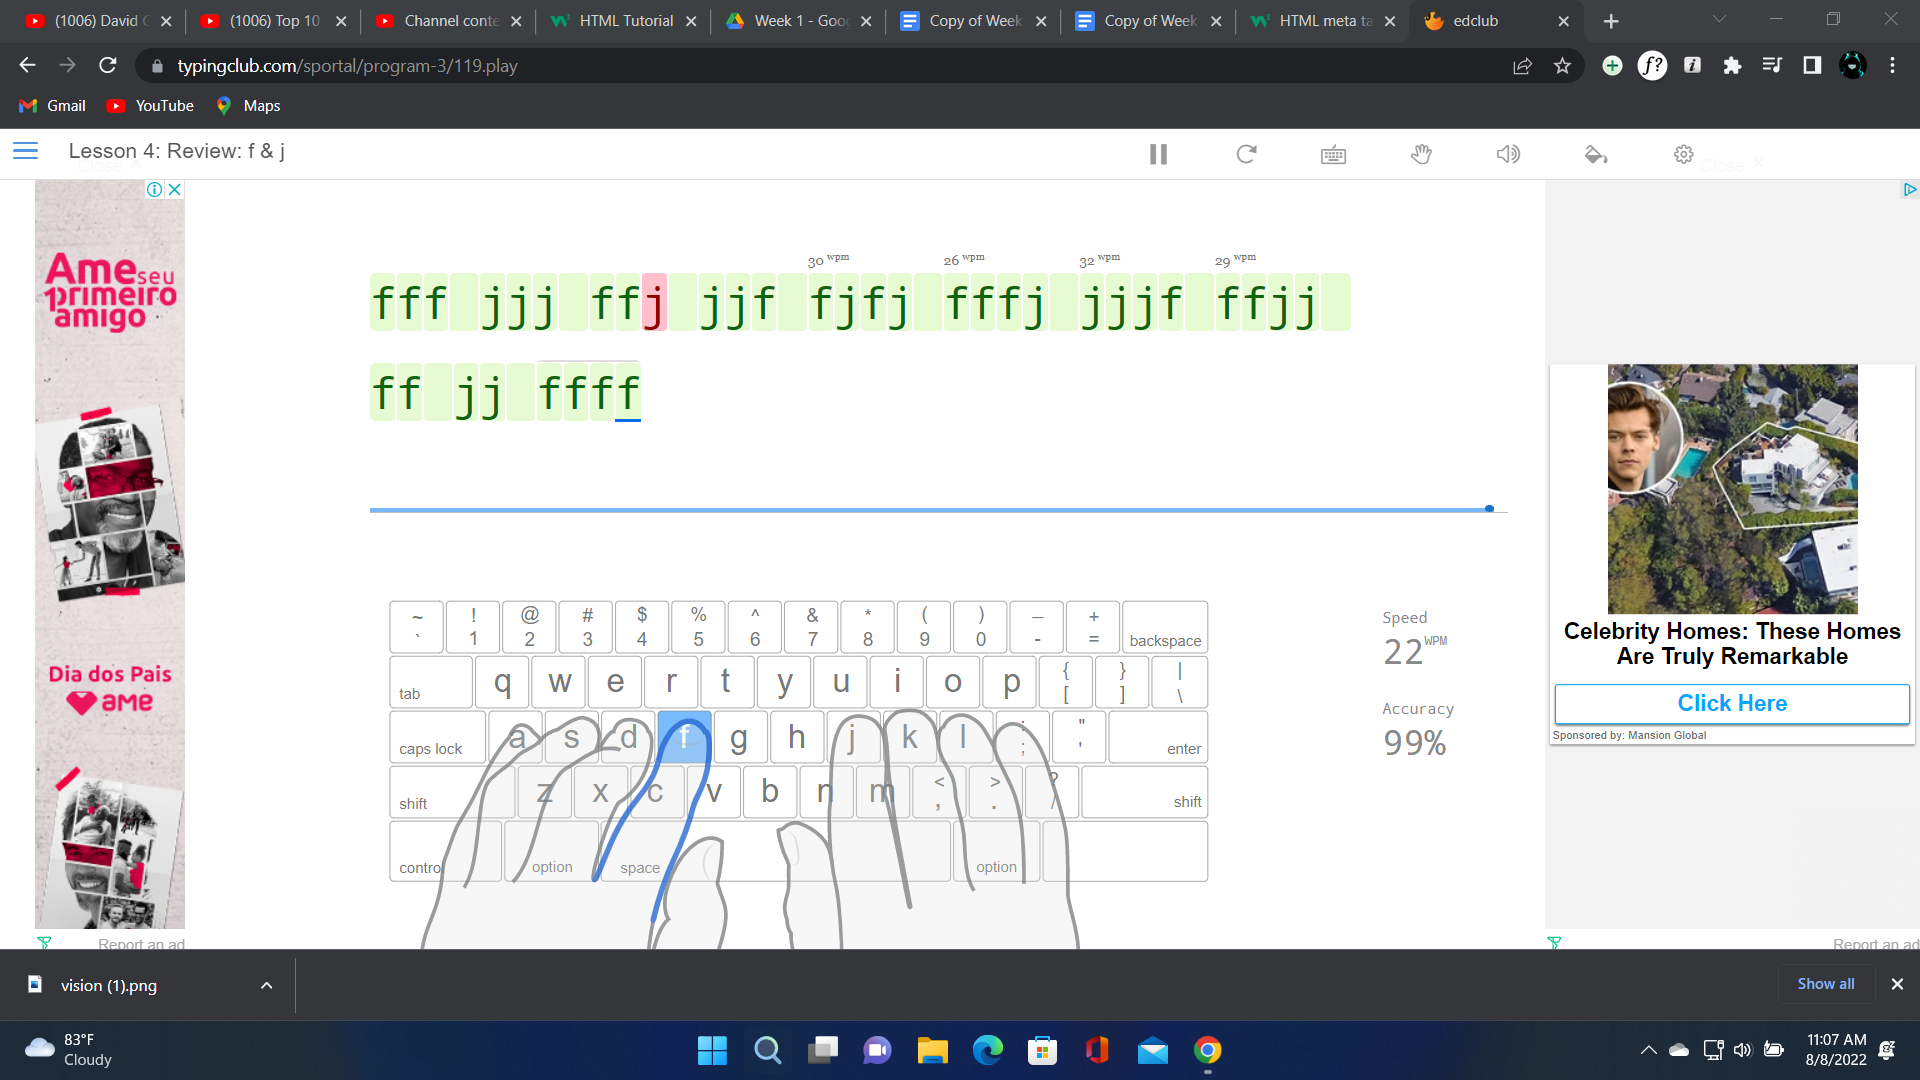 (1006) David G
(1006) Top 10
Channel conte
HTML Tutorial
Week 1 - Goo
Copy of Week
Copy of Week
HTML meta ta
edclub
typingclub.com/sportal/program-3/119.play
Gmail
YouTube
Maps
Lesson 4: Review: f & j
Close
30 wpm 26 wpm 32 wpm 29 wpm
fff jjj ffj jjf fjfj fffj jjjf ffjj
ff jj ffff
Ame seu
primeiro
amigo
Dia dos Pais
ame
Report an ad
~ ! @ # $ % ^ & * ( ) _ +
` 1 2 3 4 5 6 7 8 9 0 - = backspace
tab q w e r t y u i o p { [ } ] | \
caps lock a s d f g h j k l : ; " ' enter
shift z x c v b n m < , > . ? / shift
contro option space option
Speed
22 WPM
Accuracy
99%
Celebrity Homes: These Homes
Are Truly Remarkable
Click Here
Sponsored by: Mansion Global
Report an ad
vision (1).png
Show all
83°F
Cloudy
11:07 AM
8/8/2022